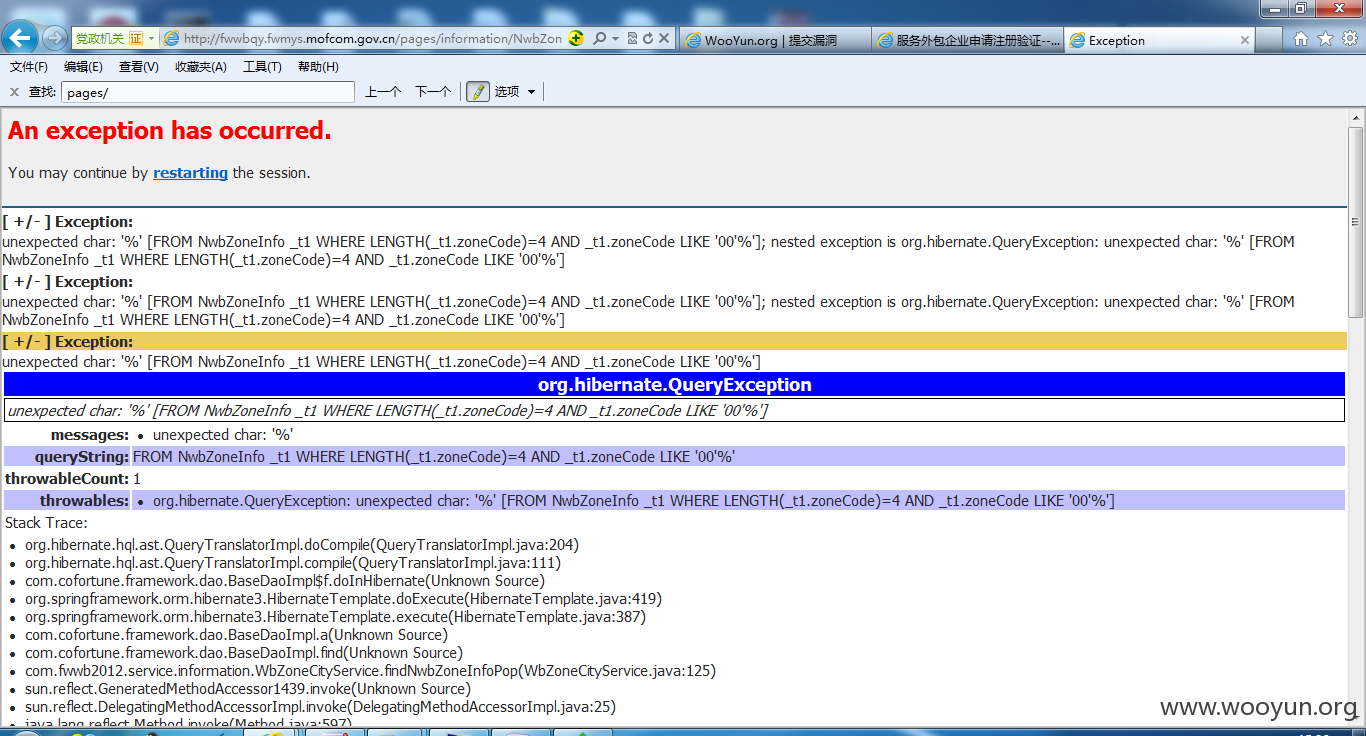 党政机关 证 http://fwwbqy.fwmys.mofcom.gov.cn/pages/information/NwbZon WooYun.org | 提交漏洞 服务外包企业申请注册验证--... Exception
文件(F) 编辑(E) 查看(V) 收藏夹(A) 工具(T) 帮助(H)
查找: pages/ 上一个 下一个 选项
An exception has occurred.
You may continue by restarting the session.
[ +/- ] Exception:
unexpected char: '%' [FROM NwbZoneInfo _t1 WHERE LENGTH(_t1.zoneCode)=4 AND _t1.zoneCode LIKE '00'%']; nested exception is org.hibernate.QueryException: unexpected char: '%' [FROM
NwbZoneInfo _t1 WHERE LENGTH(_t1.zoneCode)=4 AND _t1.zoneCode LIKE '00'%']
[ +/- ] Exception:
unexpected char: '%' [FROM NwbZoneInfo _t1 WHERE LENGTH(_t1.zoneCode)=4 AND _t1.zoneCode LIKE '00'%']; nested exception is org.hibernate.QueryException: unexpected char: '%' [FROM
NwbZoneInfo _t1 WHERE LENGTH(_t1.zoneCode)=4 AND _t1.zoneCode LIKE '00'%']
[ +/- ] Exception:
unexpected char: '%' [FROM NwbZoneInfo _t1 WHERE LENGTH(_t1.zoneCode)=4 AND _t1.zoneCode LIKE '00'%']
org.hibernate.QueryException
unexpected char: '%' [FROM NwbZoneInfo _t1 WHERE LENGTH(_t1.zoneCode)=4 AND _t1.zoneCode LIKE '00'%']
messages: • unexpected char: '%'
queryString: FROM NwbZoneInfo _t1 WHERE LENGTH(_t1.zoneCode)=4 AND _t1.zoneCode LIKE '00'%'
throwableCount: 1
throwables: • org.hibernate.QueryException: unexpected char: '%' [FROM NwbZoneInfo _t1 WHERE LENGTH(_t1.zoneCode)=4 AND _t1.zoneCode LIKE '00'%']
Stack Trace:
• org.hibernate.hql.ast.QueryTranslatorImpl.doCompile(QueryTranslatorImpl.java:204)
• org.hibernate.hql.ast.QueryTranslatorImpl.compile(QueryTranslatorImpl.java:111)
• com.cofortune.framework.dao.BaseDaoImpl$f.doInHibernate(Unknown Source)
• org.springframework.orm.hibernate3.HibernateTemplate.doExecute(HibernateTemplate.java:419)
• org.springframework.orm.hibernate3.HibernateTemplate.execute(HibernateTemplate.java:387)
• com.cofortune.framework.dao.BaseDaoImpl.a(Unknown Source)
• com.cofortune.framework.dao.BaseDaoImpl.find(Unknown Source)
• com.fwwb2012.service.information.WbZoneCityService.findNwbZoneInfoPop(WbZoneCityService.java:125)
• sun.reflect.GeneratedMethodAccessor1439.invoke(Unknown Source)
• sun.reflect.DelegatingMethodAccessorImpl.invoke(DelegatingMethodAccessorImpl.java:25)
• java.lang.reflect.Method.invoke(Method.java:597)
www.wooyun.org